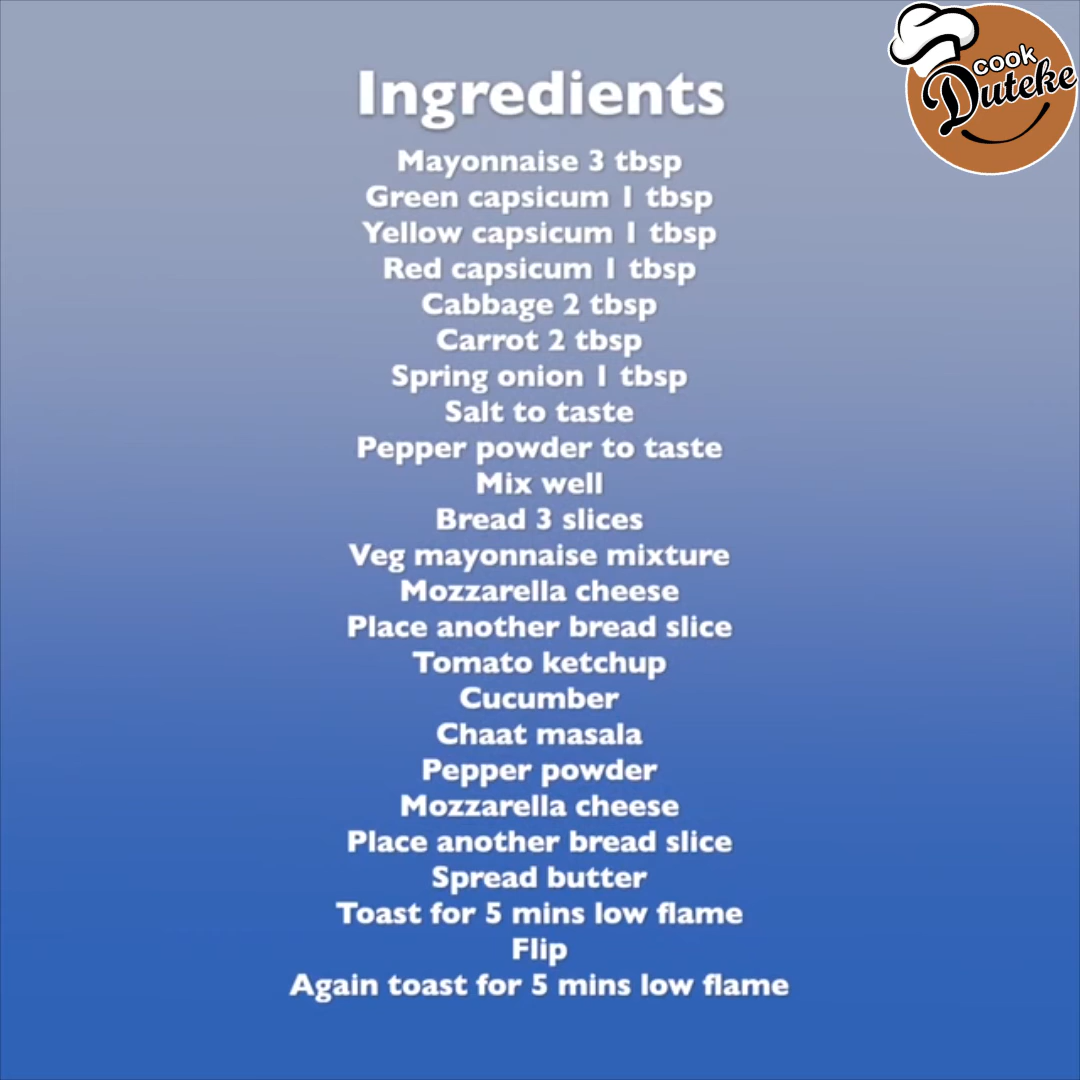 cook
Duteke
Ingredients
Mayonnaise 3 tbsp
Green capsicum 1 tbsp
Yellow capsicum 1 tbsp
Red capsicum 1 tbsp
Cabbage 2 tbsp
Carrot 2 tbsp
Spring onion 1 tbsp
Salt to taste
Pepper powder to taste
Mix well
Bread 3 slices
Veg mayonnaise mixture
Mozzarella cheese
Place another bread slice
Tomato ketchup
Cucumber
Chaat masala
Pepper powder
Mozzarella cheese
Place another bread slice
Spread butter
Toast for 5 mins low flame
Flip
Again toast for 5 mins low flame